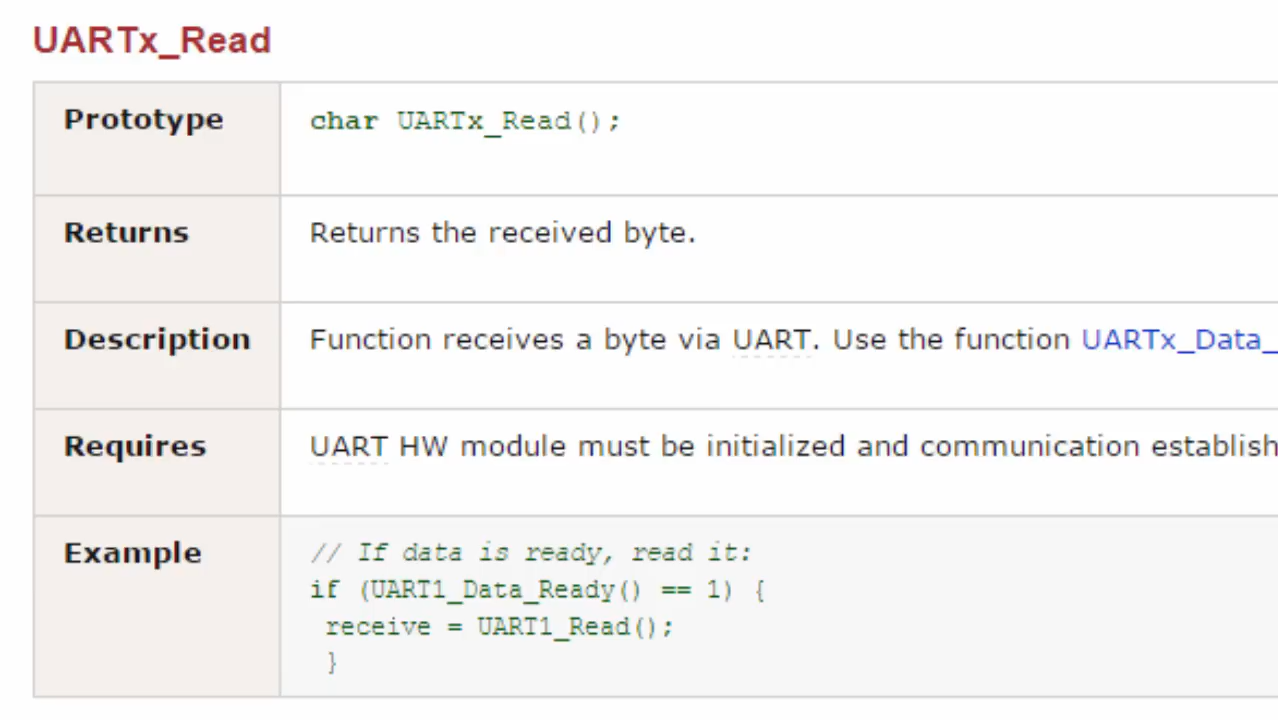 UARTx_Read
Prototype
char UARTx_Read();
Returns
Returns the received byte.
Description
Function receives a byte via UART. Use the function UARTx_Data_
Requires
UART HW module must be initialized and communication establish
Example
// If data is ready, read it:
if (UART1_Data_Ready() == 1) {
receive = UART1_Read();
}